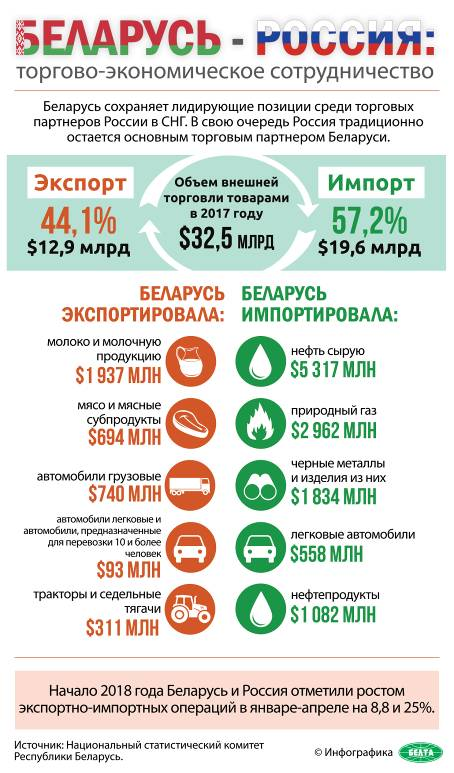 БЕЛАРУСЬ - РОССИЯ:
торгово-экономическое сотрудничество
Беларусь сохраняет лидирующие позиции среди торговых
партнеров России в СНГ. В свою очередь Россия традиционно
остается основным торговым партнером Беларуси.
Экспорт
44,1%
$12,9 млрд
Объем внешней
торговли товарами
в 2017 году
$32,5 МЛРД
Импорт
57,2%
$19,6 млрд
БЕЛАРУСЬ
ЭКСПОРТИРОВАЛА:
молоко и молочную
продукцию
$1 937 МЛН
мясо и мясные
субпродукты
$694 МЛН
автомобили грузовые
$740 МЛН
автомобили легковые и
автомобили, предназначенные
для перевозки 10 и более
человек
$93 МЛН
тракторы и седельные
тягачи
$311 МЛН
БЕЛАРУСЬ
ИМПОРТИРОВАЛА:
нефть сырую
$5 317 МЛН
природный газ
$2 962 МЛН
черные металлы
и изделия из них
$1 834 МЛН
легковые автомобили
$558 МЛН
нефтепродукты
$1 082 МЛН
Начало 2018 года Беларусь и Россия отметили ростом
экспортно-импортных операций в январе-апреле на 8,8 и 25%.
Источник: Национальный статистический комитет
Республики Беларусь.
© Инфографика
БЕЛТА